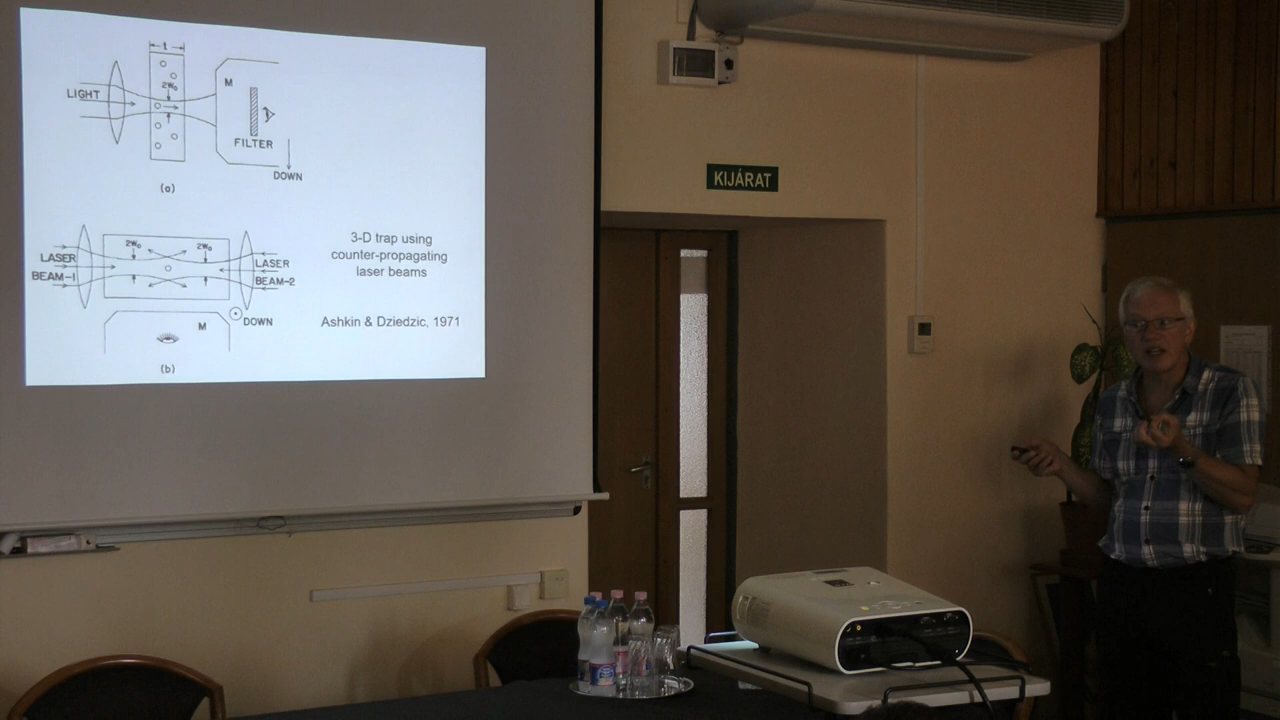 t
2W₀
M
LIGHT
FILTER
DOWN
(a)
2W₀
2W₀
LASER
BEAM-1
LASER
BEAM-2
DOWN
M
(b)
3-D trap using
counter-propagating
laser beams
Ashkin & Dziedzic, 1971
KIJÁRAT